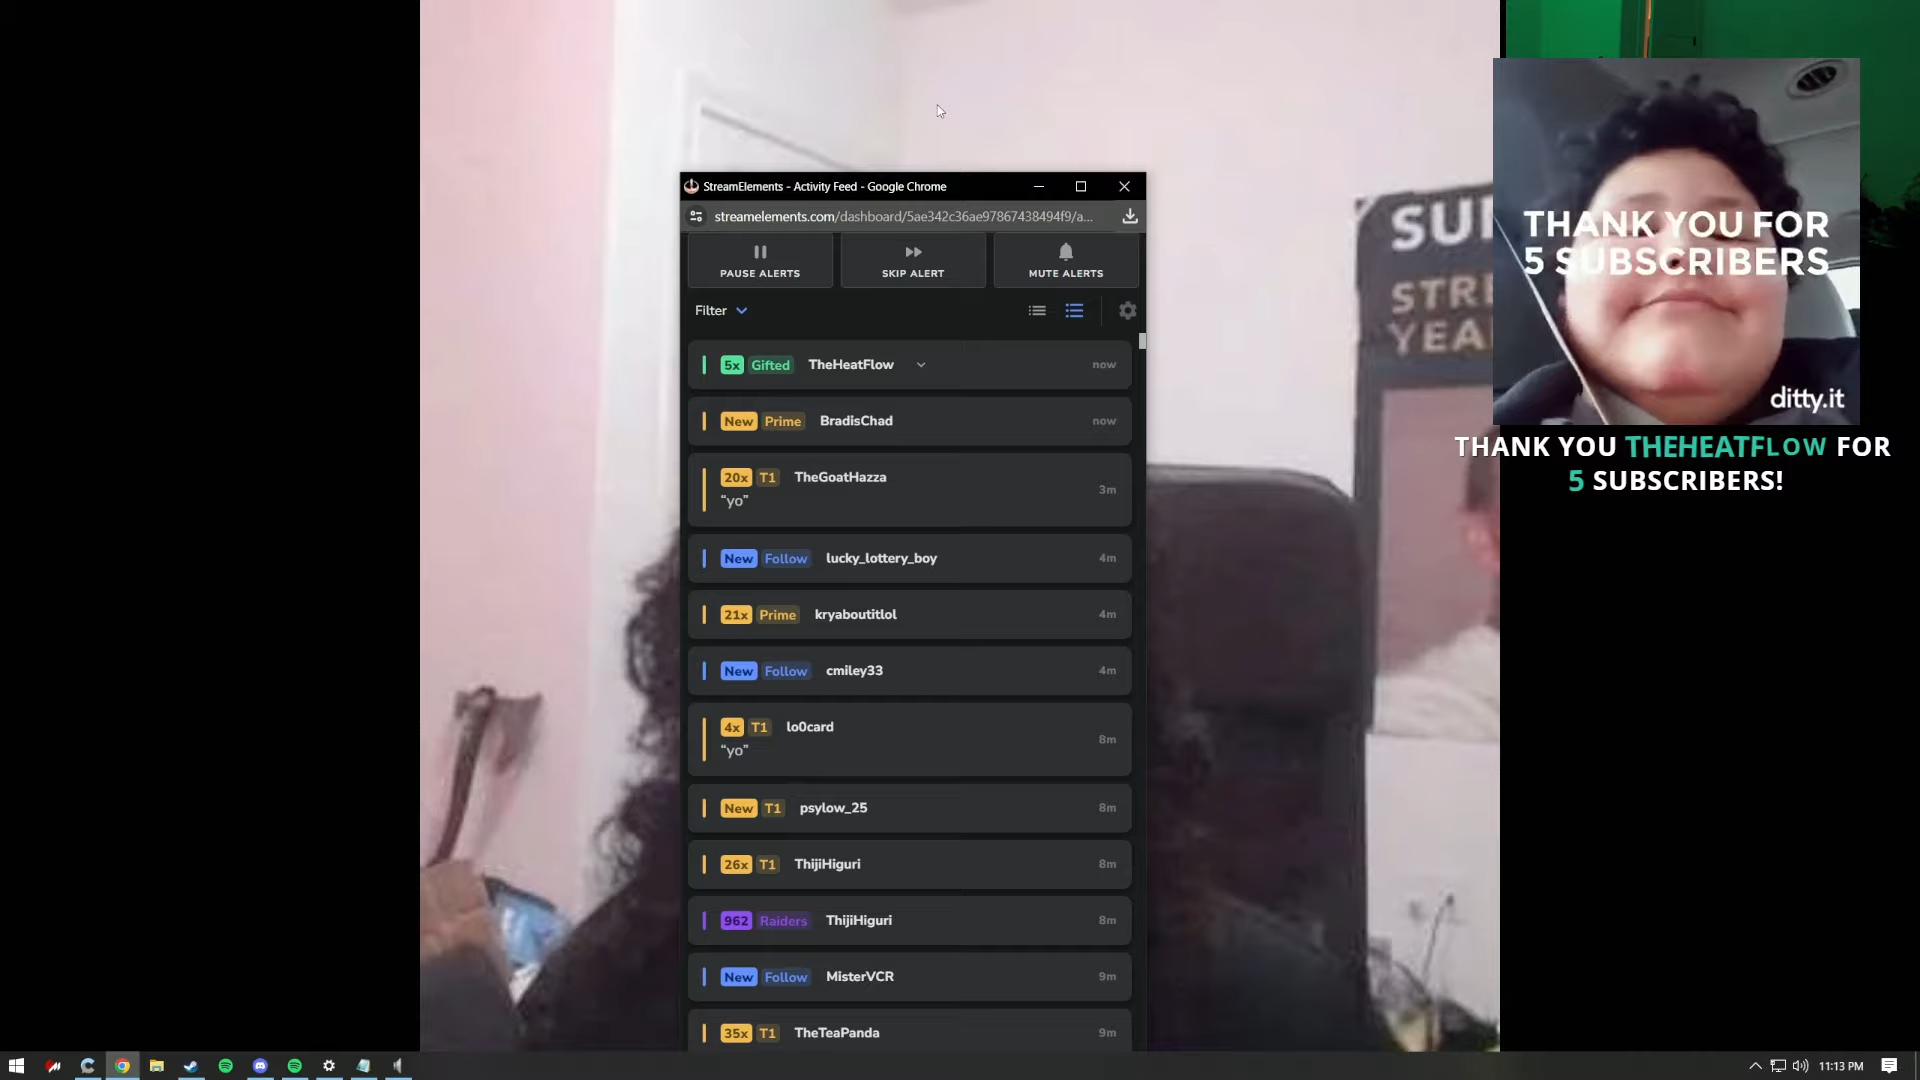 StreamElements - Activity Feed - Google Chrome
streamelements.com/dashboard/5ae342c36ae97867438494f9/a...
PAUSE ALERTS
SKIP ALERT
MUTE ALERTS
Filter
5x Gifted TheHeatFlow now
New Prime BradisChad now
20x T1 TheGoatHazza
“yo”
3m
New Follow lucky_lottery_boy 4m
21x Prime kryaboutitlol 4m
New Follow cmiley33 4m
4x T1 lo0card
“yo”
8m
New T1 psylow_25 8m
26x T1 ThijiHiguri 8m
962 Raiders ThijiHiguri 8m
New Follow MisterVCR 9m
35x T1 TheTeaPanda 9m
THANK YOU FOR
5 SUBSCRIBERS
ditty.it
THANK YOU THEHEATFLOW FOR
5 SUBSCRIBERS!
11:13 PM